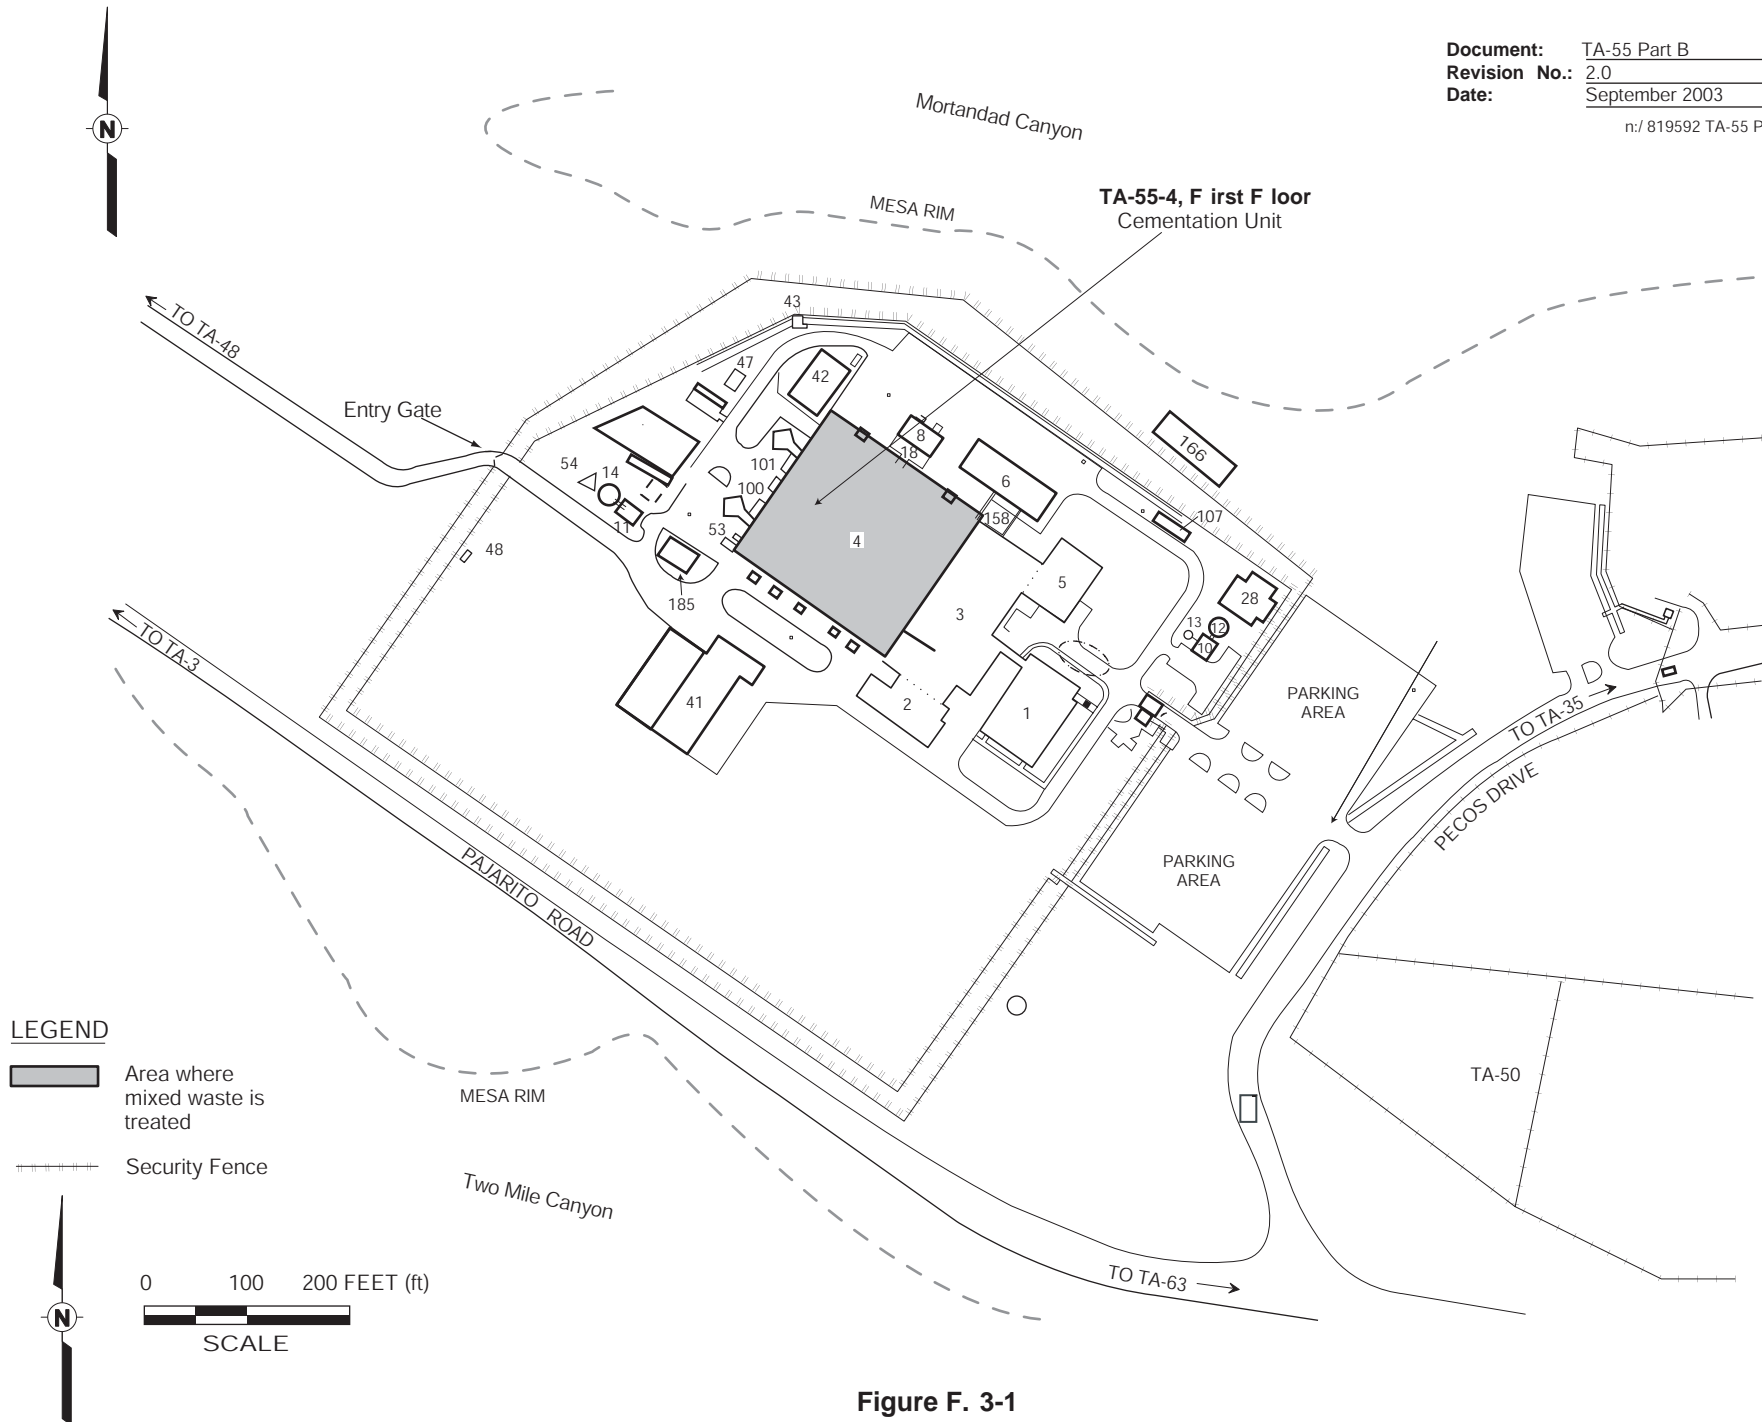 Document: TA-55 Part B
Revision No.: 2.0
Date: September 2003
n:/ 819592 TA-55 P
N
Mortandad Canyon
TA-55-4, F irst F loor
Cementation Unit
MESA RIM
TO TA-48
43
47
42
Entry Gate
8
18
166
101
54
14
6
100
158
107
53
11
4
48
5
185
28
3
13
12
10
TO TA-3
PARKING
AREA
41
2
1
TO TA-35
PECOS DRIVE
PARKING
AREA
PAJARITO ROAD
LEGEND
Area where
mixed waste is
treated
Security Fence
MESA RIM
TA-50
Two Mile Canyon
N
0 100 200 FEET (ft)
SCALE
TO TA-63
Figure F. 3-1